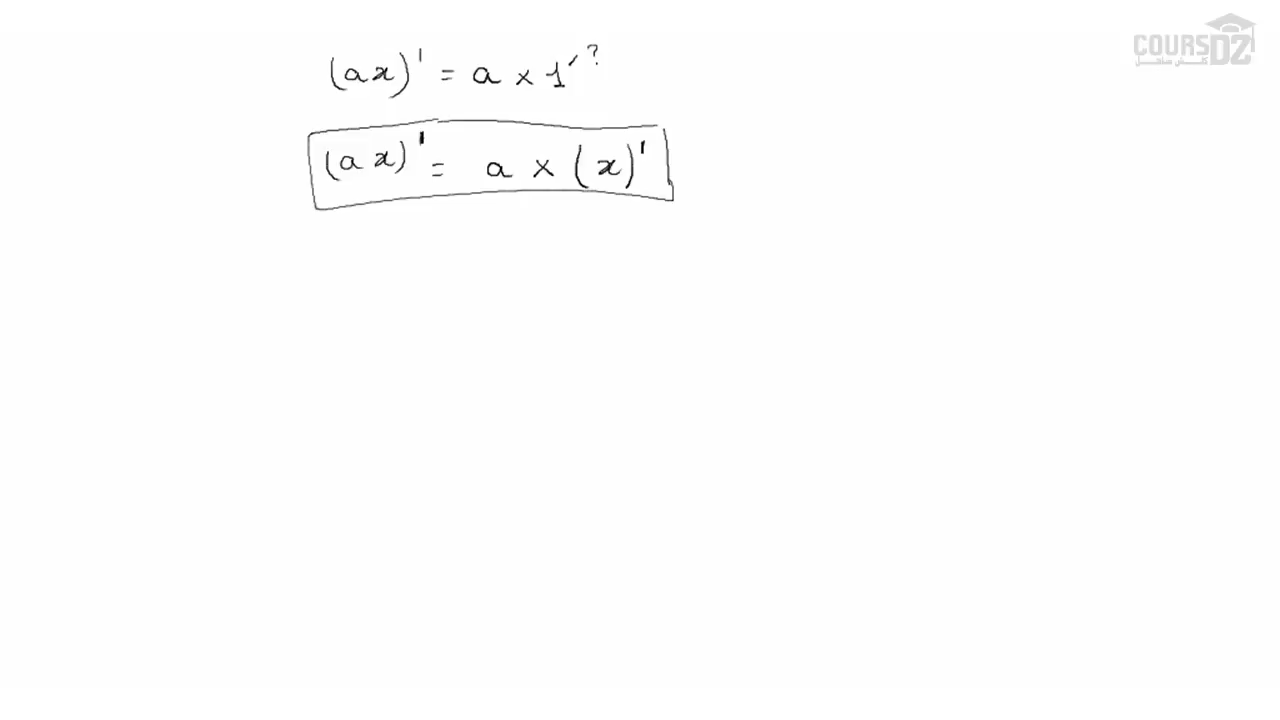 COURSDZ
(ax)' = a × 1' ?
(ax)' = a × (x)'